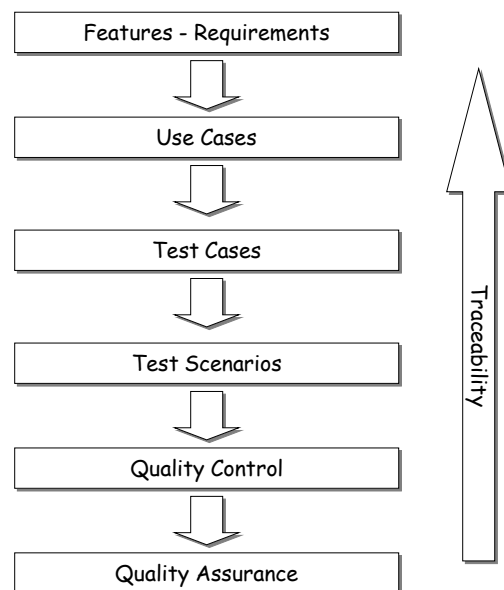 Features - Requirements
Use Cases
Test Cases
Test Scenarios
Quality Control
Quality Assurance
Traceability